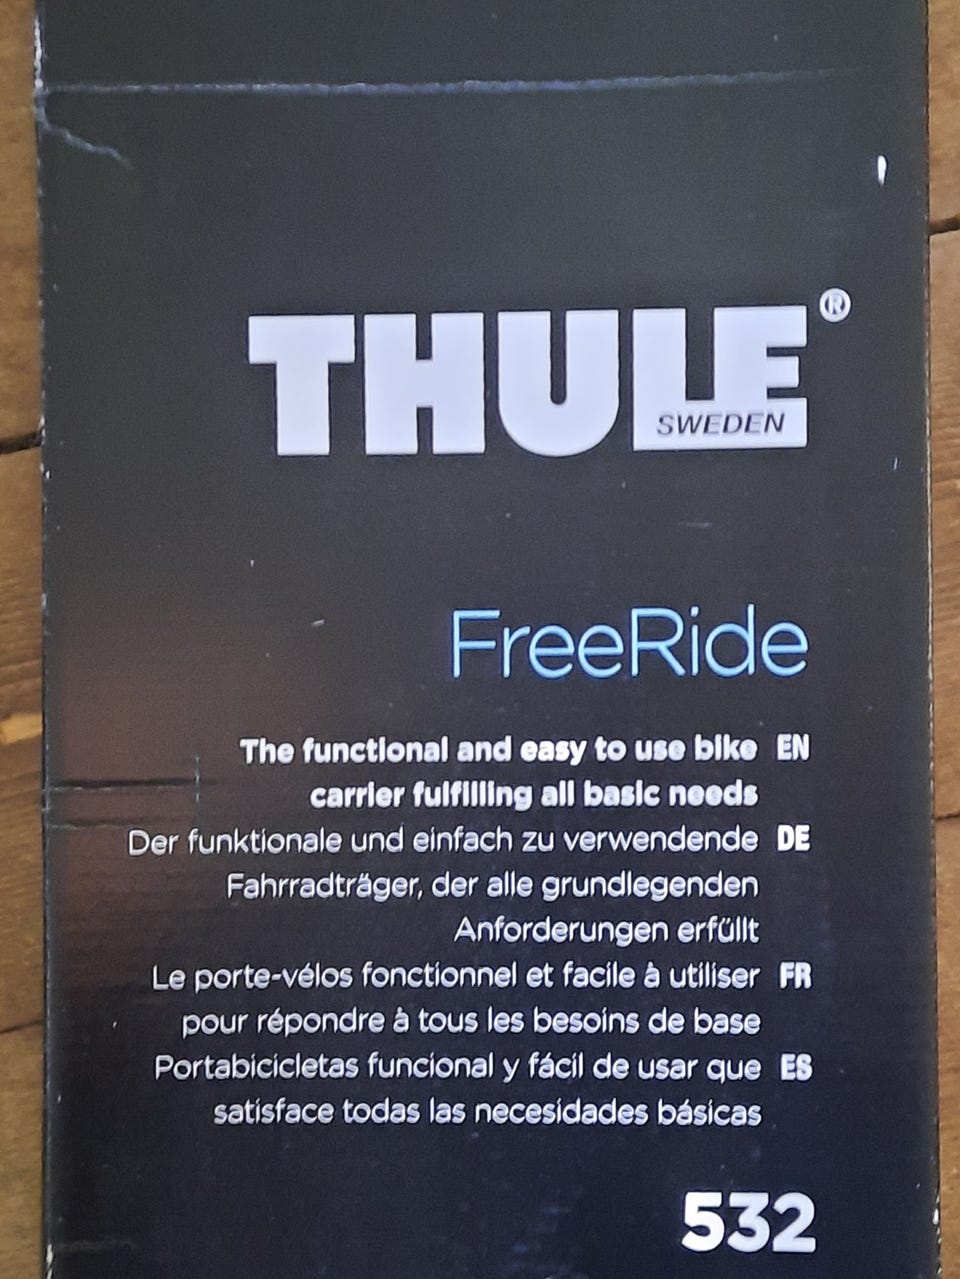 THULE®
SWEDEN
FreeRide
The functional and easy to use bike EN
carrier fulfilling all basic needs
Der funktionale und einfach zu verwendende DE
Fahrradträger, der alle grundlegenden
Anforderungen erfüllt
Le porte-vélos fonctionnel et facile à utiliser FR
pour répondre à tous les besoins de base
Portabicicletas funcional y fácil de usar que ES
satisface todas las necesidades básicas
532